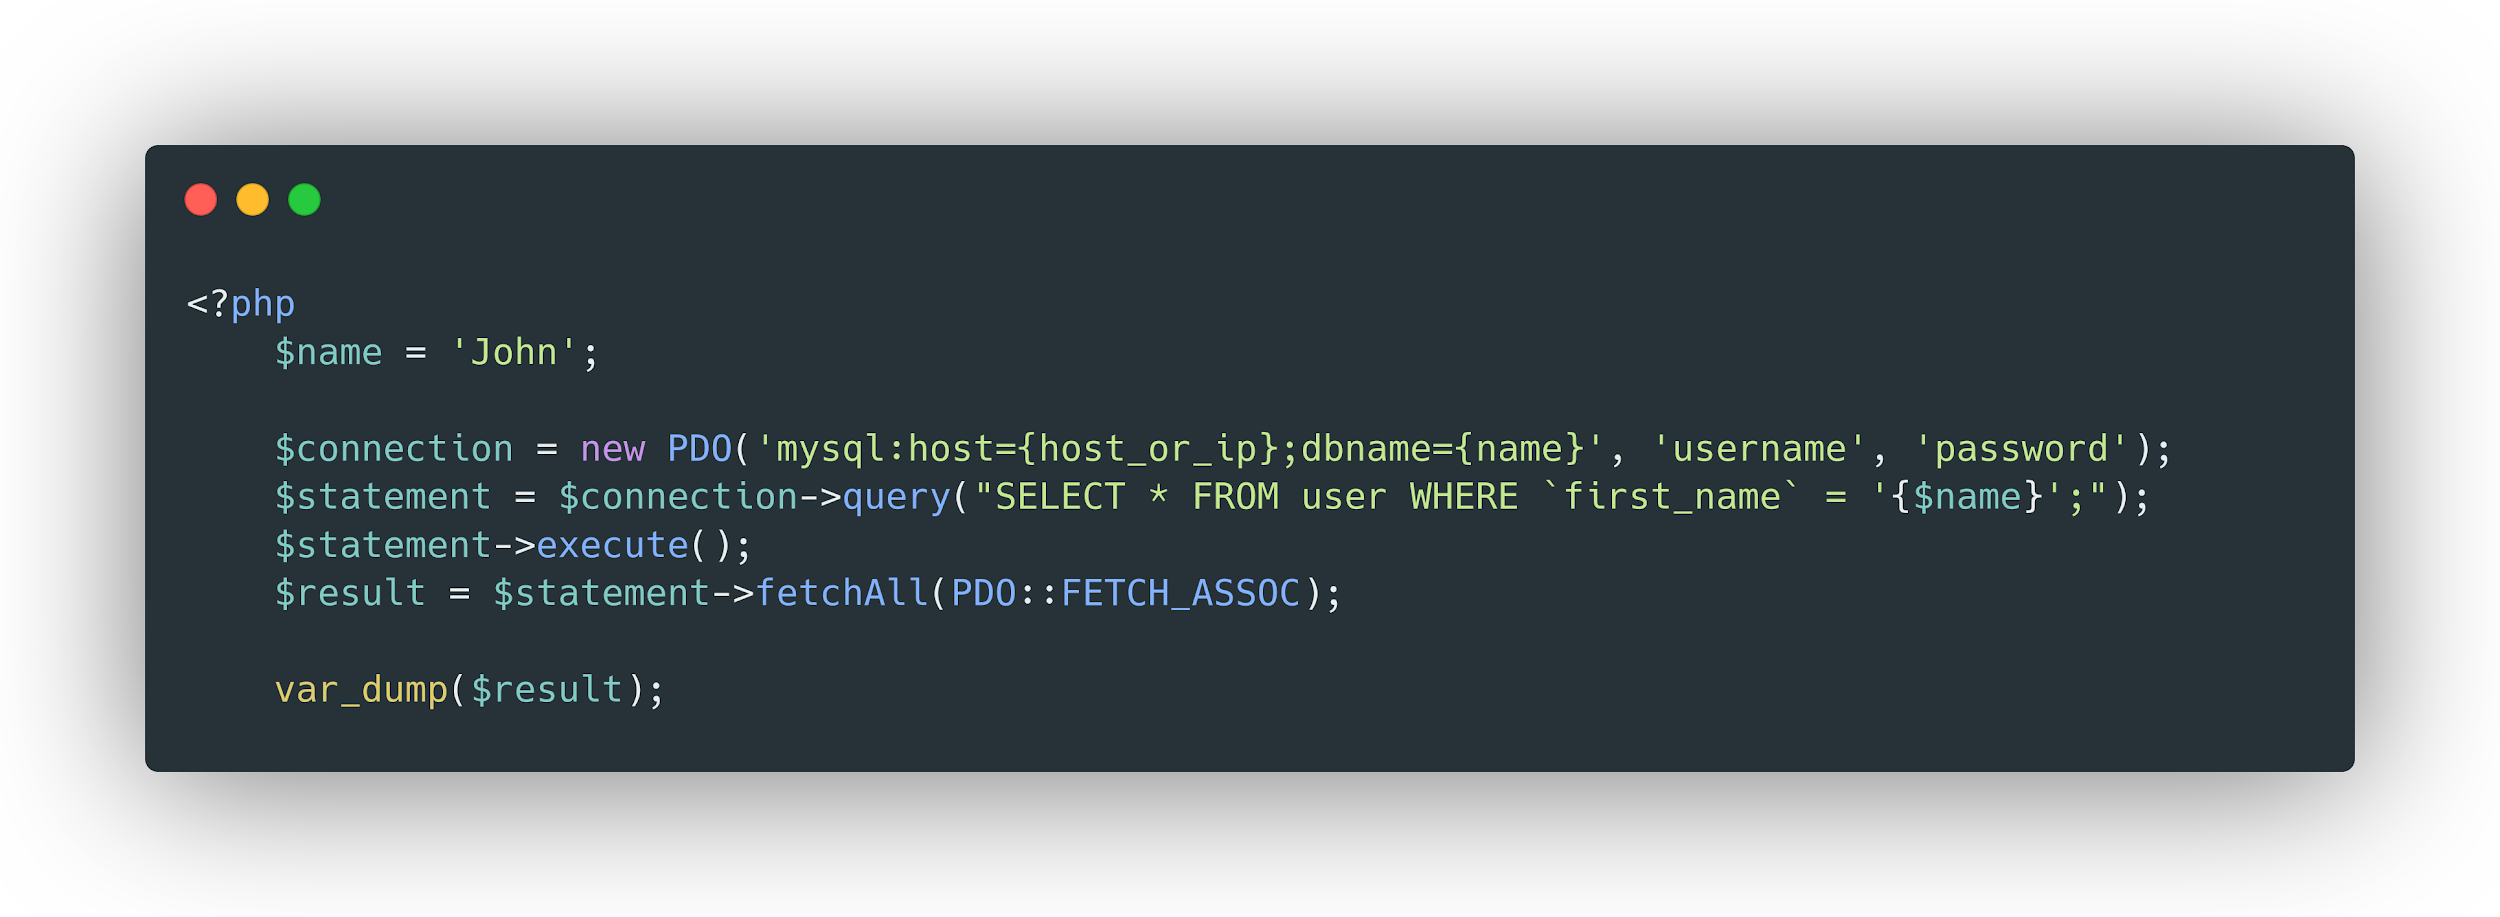 <?php
    $name = 'John';

    $connection = new PDO('mysql:host={host_or_ip};dbname={name}', 'username', 'password');
    $statement = $connection->query("SELECT * FROM user WHERE `first_name` = '{$name}';");
    $statement->execute();
    $result = $statement->fetchAll(PDO::FETCH_ASSOC);

    var_dump($result);